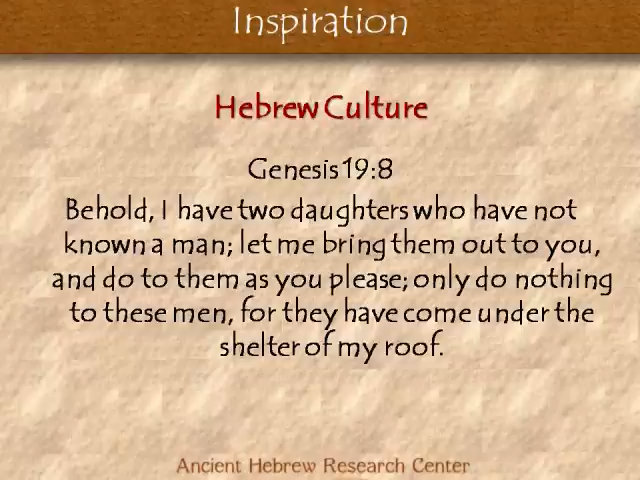 Inspiration
Hebrew Culture
Genesis 19:8
Behold, I have two daughters who have not
known a man; let me bring them out to you,
and do to them as you please; only do nothing
to these men, for they have come under the
shelter of my roof.
Ancient Hebrew Research Center